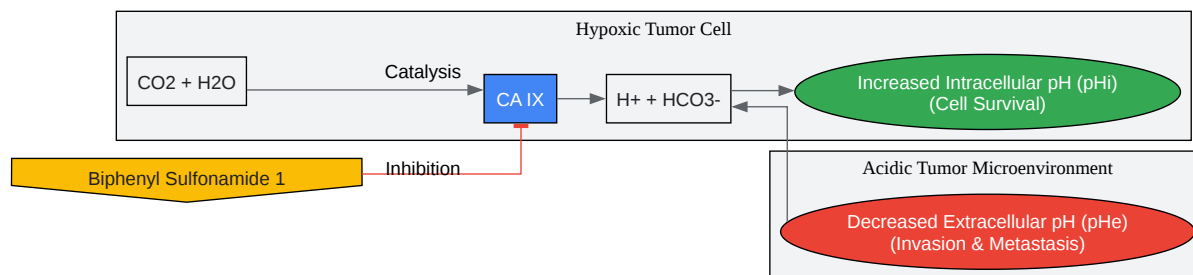 Hypoxic Tumor Cell
CO2 + H2O
Catalysis
CA IX
H+ + HCO3-
Increased Intracellular pH (pHi)
(Cell Survival)
Biphenyl Sulfonamide 1
Inhibition
Acidic Tumor Microenvironment
Decreased Extracellular pH (pHe)
(Invasion & Metastasis)